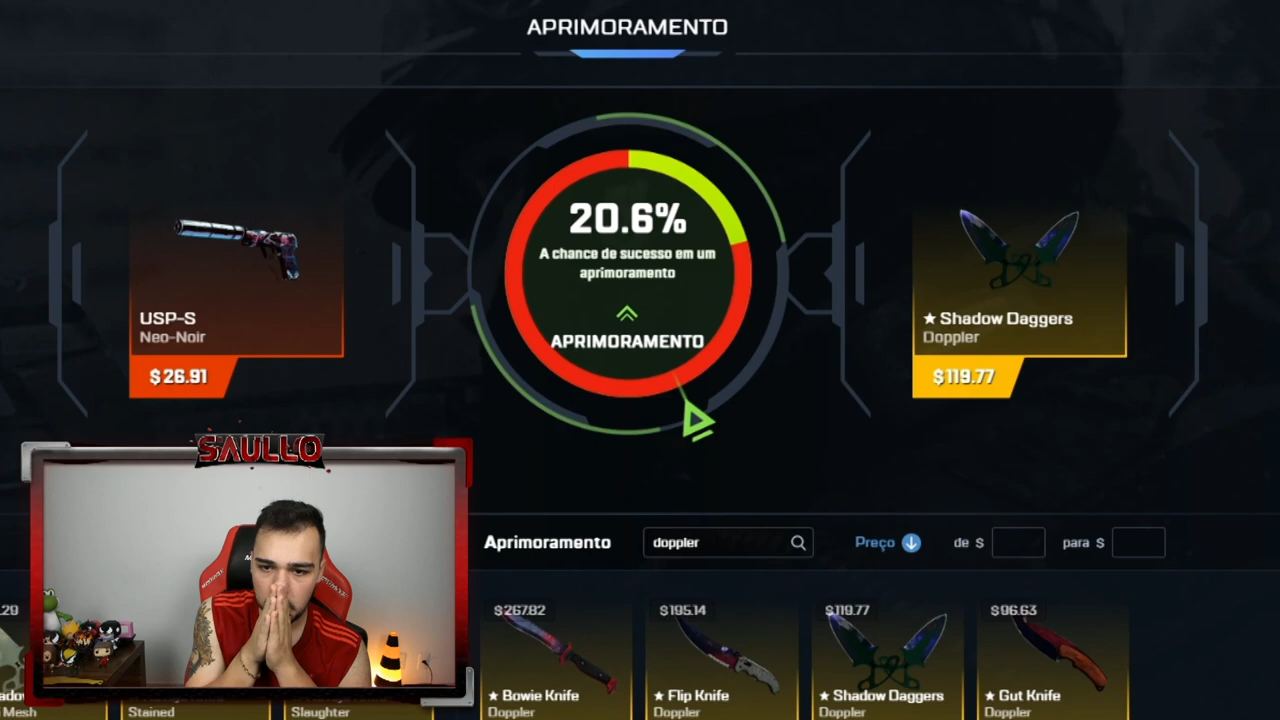 APRIMORAMENTO
20.6%
A chance de sucesso em um
aprimoramento
APRIMORAMENTO
USP-S
Neo-Noir
$26.91
★ Shadow Daggers
Doppler
$119.77
SAULLO
Aprimoramento
doppler
Preço
de $
para $
.29
$267.82
$195.14
$119.77
$96.63
Mesh
Stained
Slaughter
★ Bowie Knife
Doppler
★ Flip Knife
Doppler
★ Shadow Daggers
Doppler
★ Gut Knife
Doppler